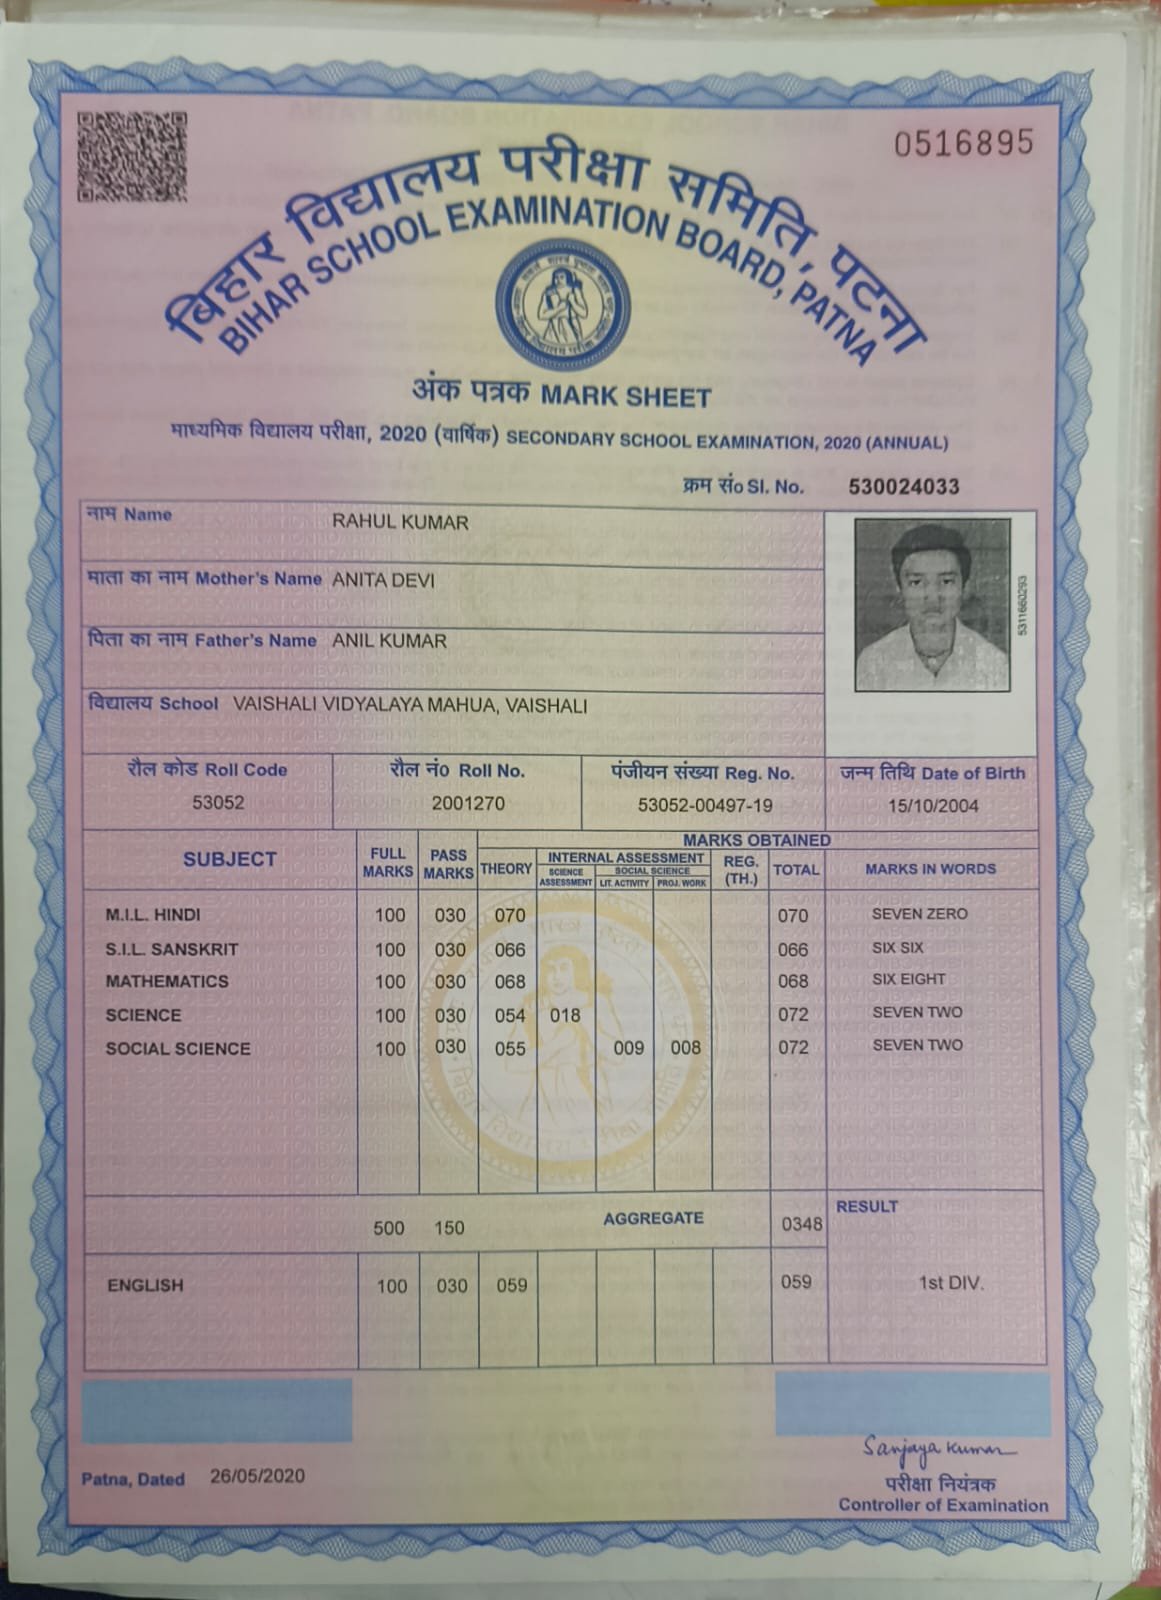 0516895
बिहार विद्यालय परीक्षा समिति, पटना
BIHAR SCHOOL EXAMINATION BOARD, PATNA
अंक पत्रक MARK SHEET
माध्यमिक विद्यालय परीक्षा, 2020 (वार्षिक) SECONDARY SCHOOL EXAMINATION, 2020 (ANNUAL)
क्रम सं० Sl. No. 530024033
नाम Name RAHUL KUMAR
माता का नाम Mother's Name ANITA DEVI
पिता का नाम Father's Name ANIL KUMAR
5311660293
विद्यालय School VAISHALI VIDYALAYA MAHUA, VAISHALI
रौल कोड Roll Code रौल नं० Roll No. पंजीयन संख्या Reg. No. जन्म तिथि Date of Birth
53052 2001270 53052-00497-19 15/10/2004
SUBJECT FULL MARKS PASS MARKS MARKS OBTAINED
THEORY INTERNAL ASSESSMENT REG. (TH.) TOTAL MARKS IN WORDS
SCIENCE ASSESSMENT SOCIAL SCIENCE
LIT. ACTIVITY PROJ. WORK
M.I.L. HINDI 100 030 070 070 SEVEN ZERO
S.I.L. SANSKRIT 100 030 066 066 SIX SIX
MATHEMATICS 100 030 068 068 SIX EIGHT
SCIENCE 100 030 054 018 072 SEVEN TWO
SOCIAL SCIENCE 100 030 055 009 008 072 SEVEN TWO
500 150 AGGREGATE 0348 RESULT
ENGLISH 100 030 059 059 1st DIV.
Sanjaya Kumar
Patna, Dated 26/05/2020
परीक्षा नियंत्रक
Controller of Examination